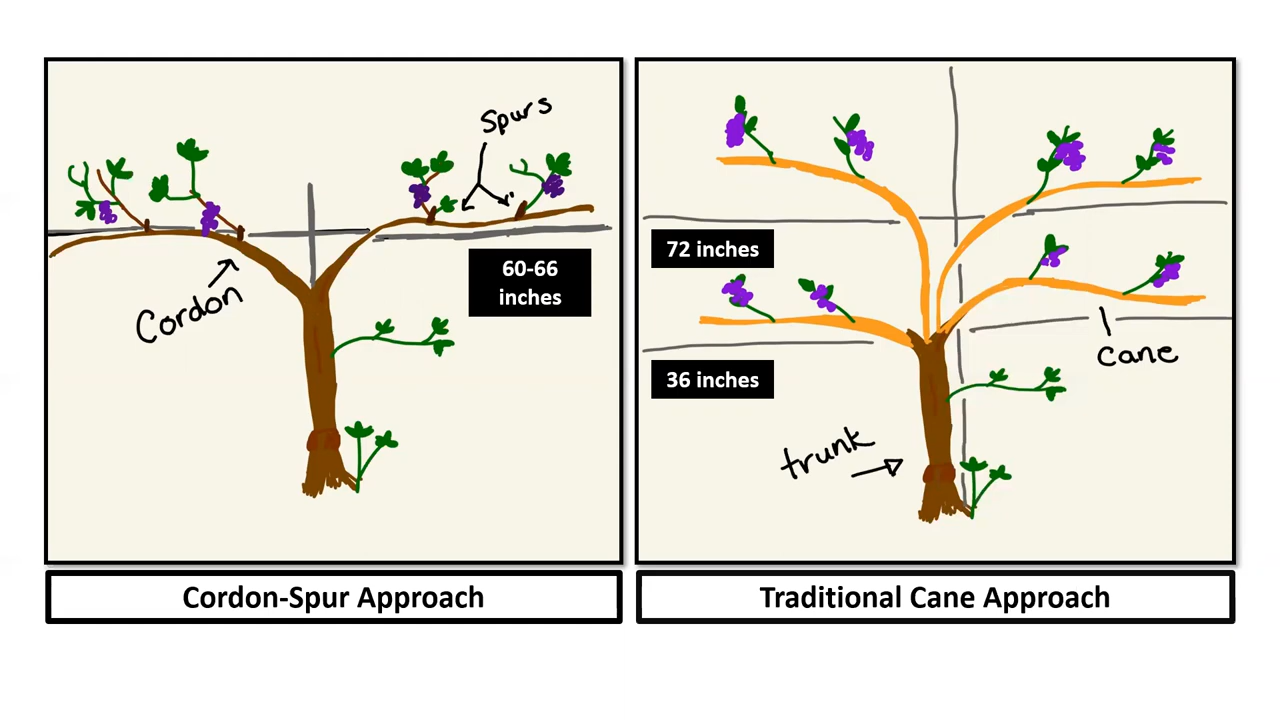 Spurs
Cordon
60-66
inches
Cordon-Spur Approach
72 inches
36 inches
cane
trunk
Traditional Cane Approach